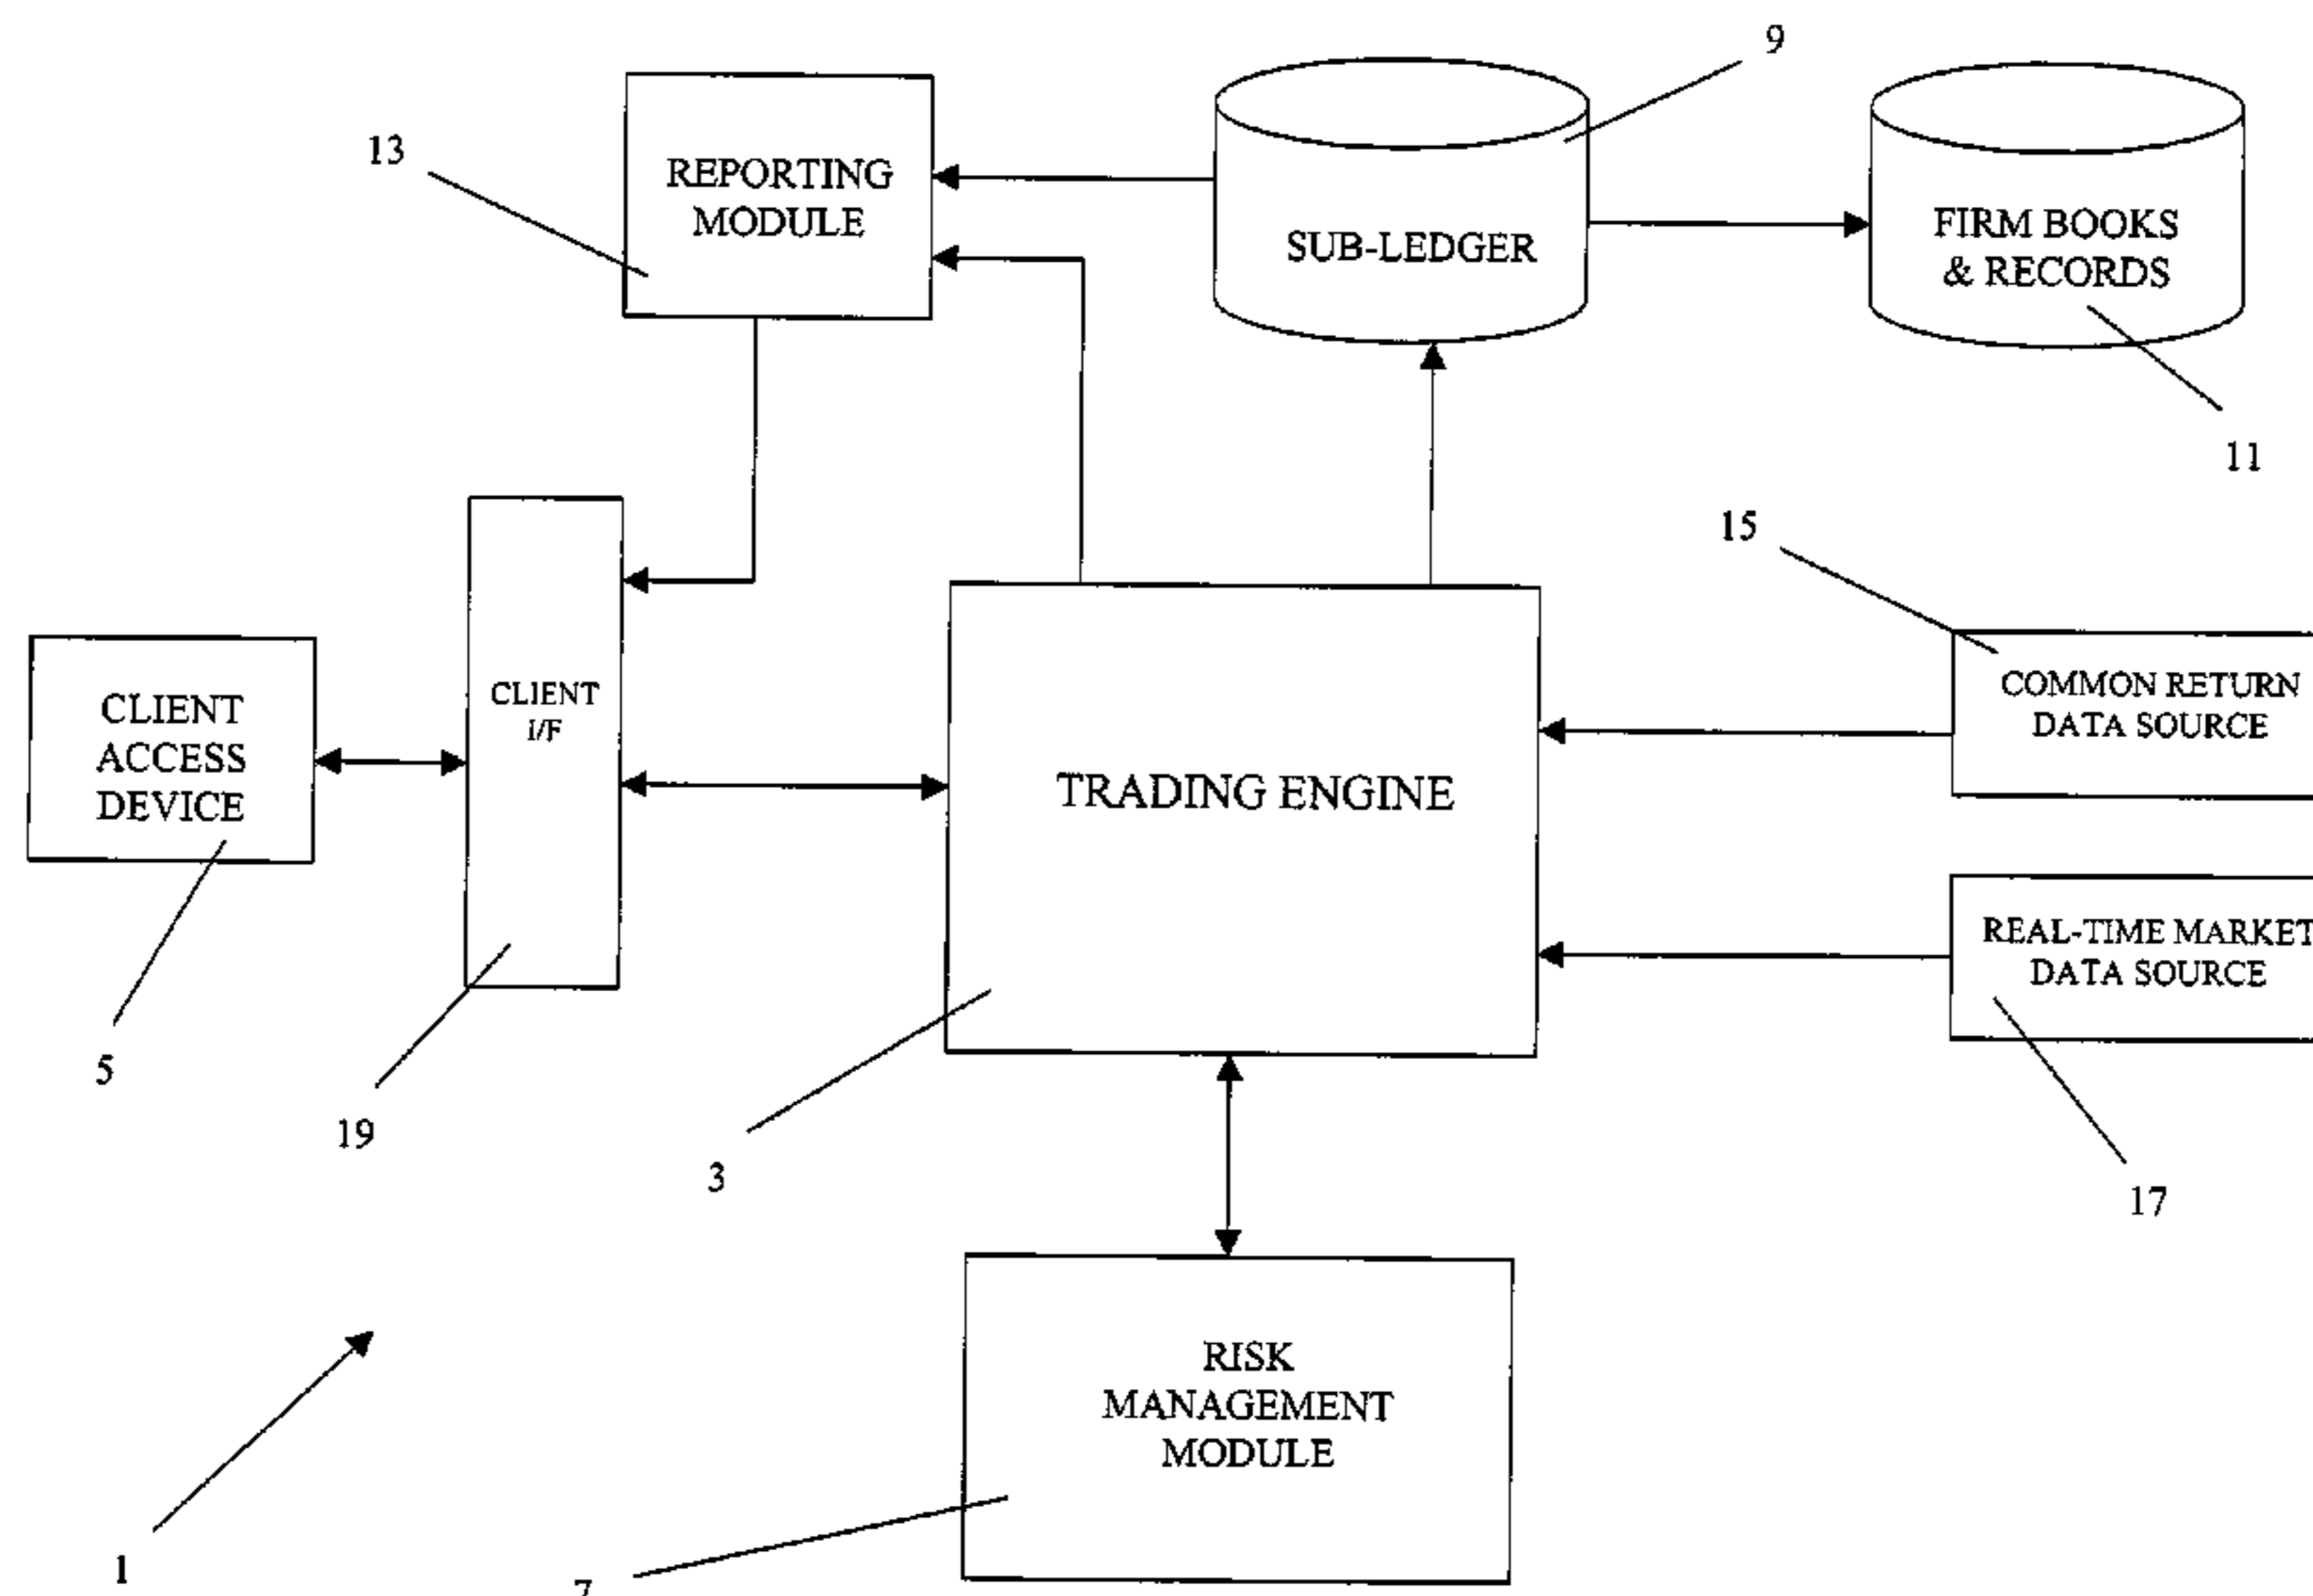 9
13
REPORTING
MODULE
SUB-LEDGER
FIRM BOOKS
& RECORDS
11
15
CLIENT
I/F
CLIENT
ACCESS
DEVICE
COMMON RETURN
DATA SOURCE
TRADING ENGINE
REAL-TIME MARKET
DATA SOURCE
5
19
3
17
RISK
MANAGEMENT
MODULE
1
7